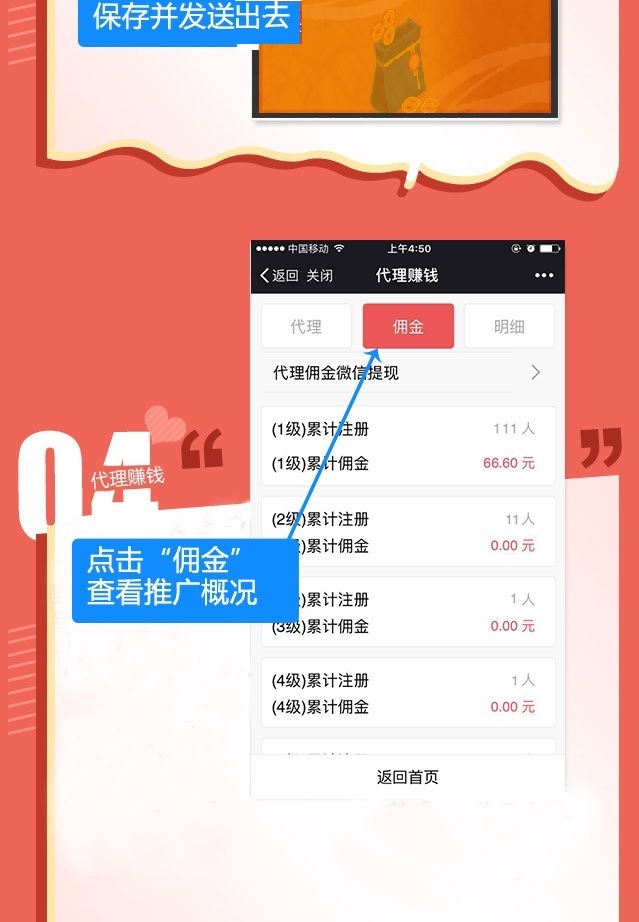 保存并发送出去
中国移动
上午4:50
返回 关闭
代理赚钱
代理
佣金
明细
代理佣金微信提现
(1级)累计注册
111 人
(1级)累计佣金
66.60 元
04
代理赚钱
“
”
(2级)累计注册
11 人
级)累计佣金
0.00 元
点击“佣金”
查看推广概况
)累计注册
1 人
(3级)累计佣金
0.00 元
(4级)累计注册
1 人
(4级)累计佣金
0.00 元
返回首页